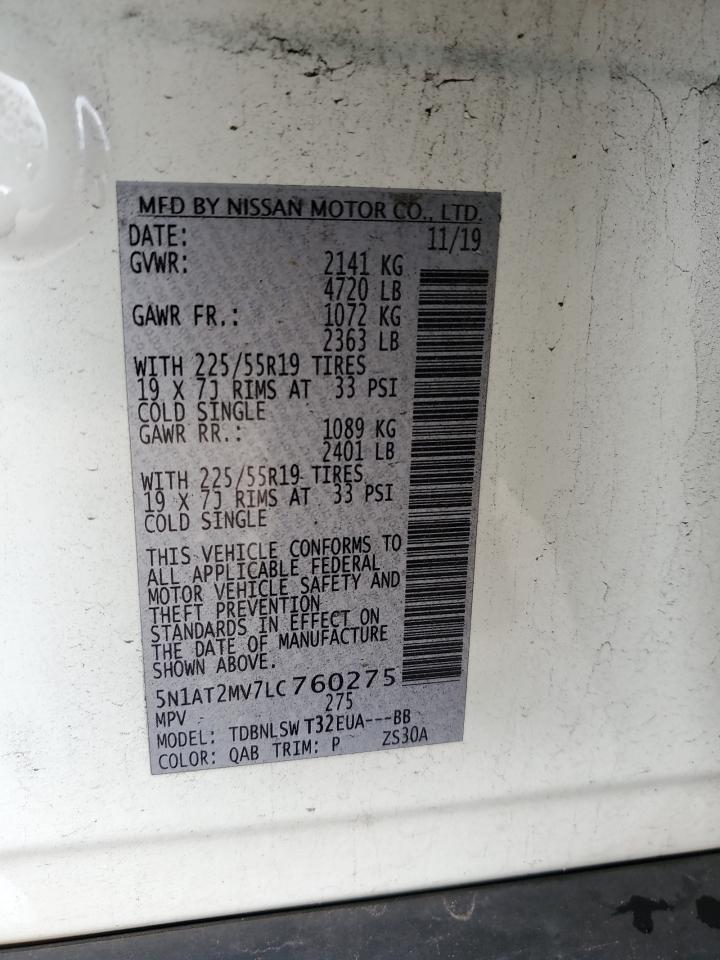 MFD BY NISSAN MOTOR CO., LTD.
DATE: 11/19
GVWR: 2141 KG
4720 LB
GAWR FR.: 1072 KG
2363 LB
WITH 225/55R19 TIRES
19 X 7J RIMS AT 33 PSI
COLD SINGLE
GAWR RR.: 1089 KG
2401 LB
WITH 225/55R19 TIRES
19 X 7J RIMS AT 33 PSI
COLD SINGLE
THIS VEHICLE CONFORMS TO
ALL APPLICABLE FEDERAL
MOTOR VEHICLE SAFETY AND
THEFT PREVENTION
STANDARDS IN EFFECT ON
THE DATE OF MANUFACTURE
SHOWN ABOVE.
5N1AT2MV7LC760275
MPV 275
MODEL: TDBNLSWT32EUA---BB
COLOR: QAB TRIM: P ZS30A